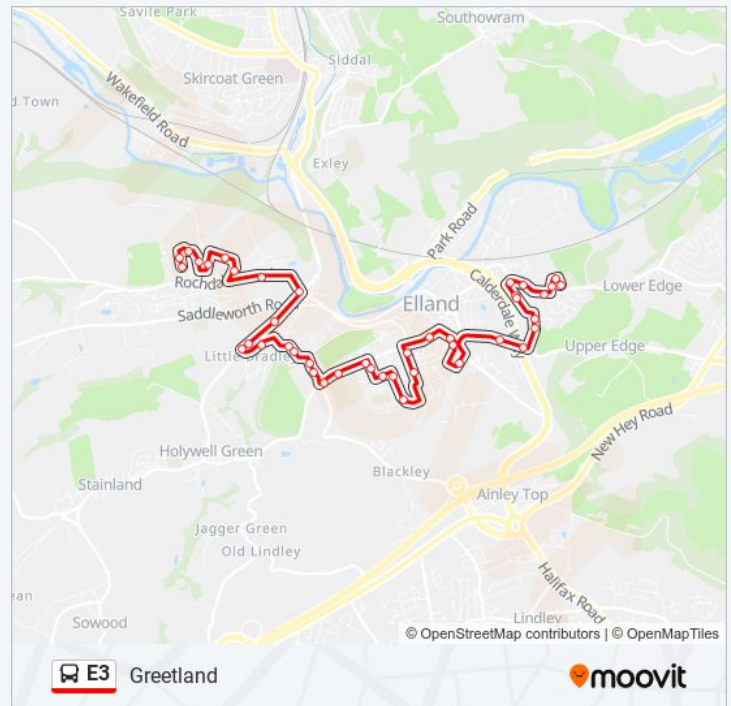 Savile Park
Southowram
Siddal
Skircoat Green
d Town
Wakefield Road
Exley
Park Road
Calderdale Way
Rochda
Lower Edge
Elland
Saddleworth Road
Upper Edge
Little Bradley
New Hey Road
Holywell Green
Blackley
Stainland
Ainley Top
Jagger Green
Old Lindley
ean
Halifax Road
Sowood
Lindley
© OpenStreetMap contributors | © OpenMapTiles
E3 Greetland
moovit